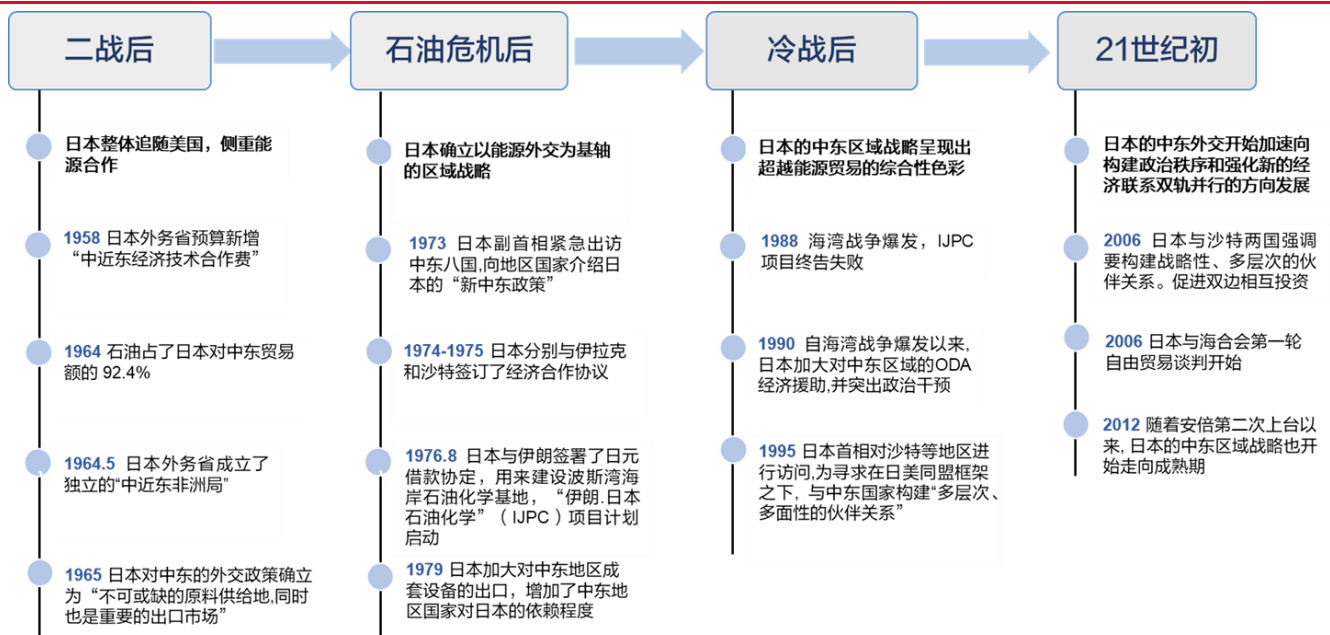 二战后
石油危机后
冷战后
21世纪初
日本整体追随美国，侧重能
源合作
1958 日本外务省预算新增
“中近东经济技术合作费”
1964 石油占了日本对中东贸易
额的 92.4%
1964.5 日本外务省成立了
独立的“中近东非洲局”
1965 日本对中东的外交政策确立
为“不可或缺的原料供给地,同时
也是重要的出口市场”
日本确立以能源外交为基轴
的区域战略
1973 日本副首相紧急出访
中东八国,向地区国家介绍日
本的“新中东政策”
1974-1975 日本分别与伊拉克
和沙特签订了经济合作协议
1976.8 日本与伊朗签署了日元
借款协定，用来建设波斯湾海
岸石油化学基地，“伊朗.日本
石油化学”（IJPC）项目计划
启动
1979 日本加大对中东地区成
套设备的出口，增加了中东地
区国家对日本的依赖程度
日本的中东区域战略呈现出
超越能源贸易的综合性色彩
1988 海湾战争爆发，IJPC
项目终告失败
1990 自海湾战争爆发以来,
日本加大对中东区域的ODA
经济援助,并突出政治干预
1995 日本首相对沙特等地区进
行访问,为寻求在日美同盟框架
之下，与中东国家构建“多层次、
多面性的伙伴关系”
日本的中东外交开始加速向
构建政治秩序和强化新的经
济联系双轨并行的方向发展
2006 日本与沙特两国强调
要构建战略性、多层次的伙
伴关系。促进双边相互投资
2006 日本与海合会第一轮
自由贸易谈判开始
2012 随着安倍第二次上台以
来, 日本的中东区域战略也开
始走向成熟期